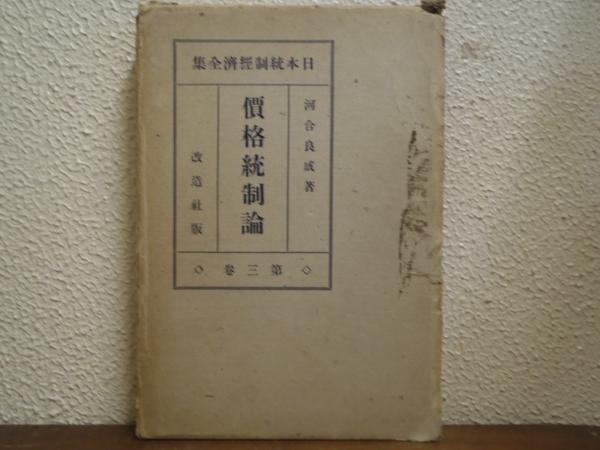 日本統制經濟全集
河合良成著
價格統制論
改造社版
◇第三卷◇